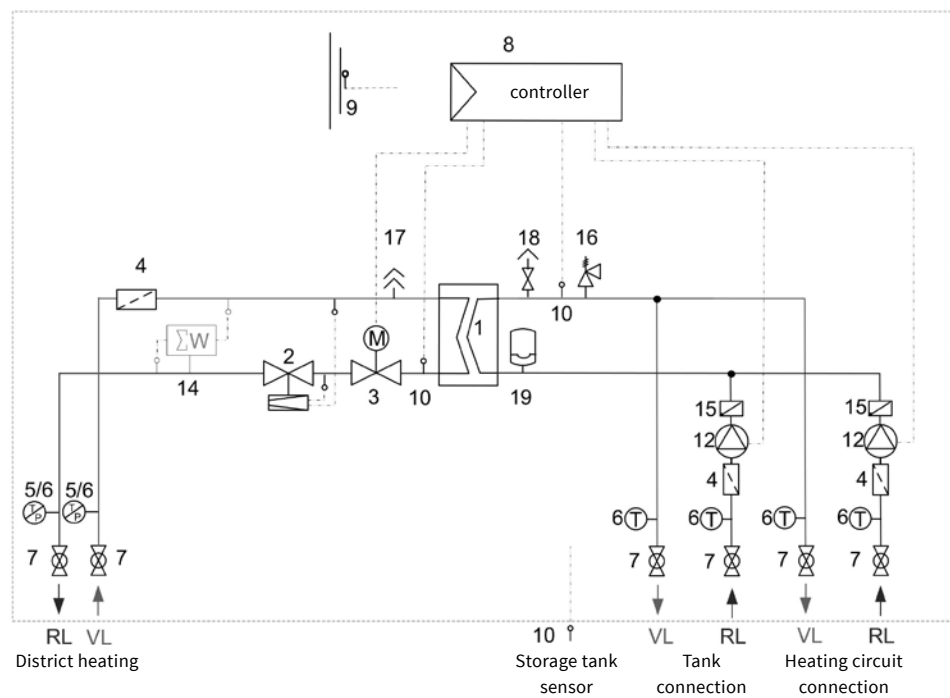 8
controller
9
17
18
16
4
ΣW
M
1
10
2
14
3
10
19
15
15
12
12
4
4
5/6
5/6
T
P
T
P
6
T
6
T
6
T
6
T
7
7
7
7
7
7
RL
VL
10
VL
RL
VL
RL
District heating
Storage tank
sensor
Tank
connection
Heating circuit
connection